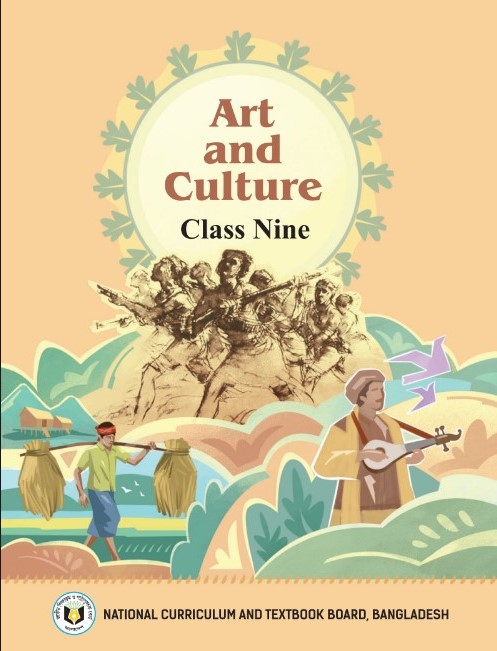 Art
and
Culture
Class Nine
NATIONAL CURRICULUM AND TEXTBOOK BOARD, BANGLADESH